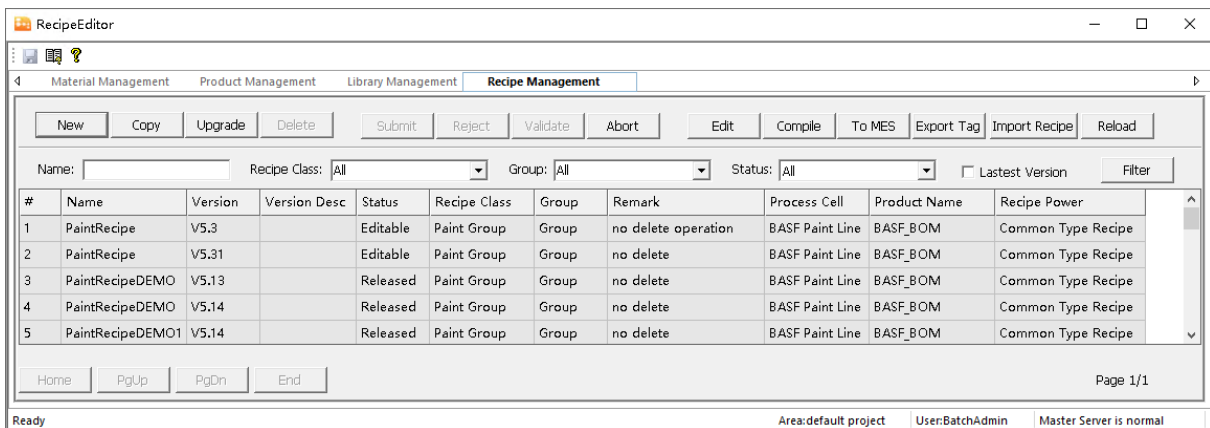 RecipeEditor
Material Management Product Management Library Management Recipe Management
New Copy Upgrade Delete Submit Reject Validate Abort Edit Compile To MES Export Tag Import Recipe Reload
Name: Recipe Class: All Group: All Status: All Lastest Version Filter
# Name Version Version Desc Status Recipe Class Group Remark Process Cell Product Name Recipe Power
1 PaintRecipe V5.3 Editable Paint Group Group no delete operation BASF Paint Line BASF_BOM Common Type Recipe
2 PaintRecipe V5.31 Editable Paint Group Group no delete BASF Paint Line BASF_BOM Common Type Recipe
3 PaintRecipeDEMO V5.13 Released Paint Group Group no delete BASF Paint Line BASF_BOM Common Type Recipe
4 PaintRecipeDEMO V5.14 Released Paint Group Group no delete BASF Paint Line BASF_BOM Common Type Recipe
5 PaintRecipeDEMO1 V5.14 Released Paint Group Group no delete BASF Paint Line BASF_BOM Common Type Recipe
Home PgUp PgDn End Page 1/1
Ready Area:default project User:BatchAdmin Master Server is normal